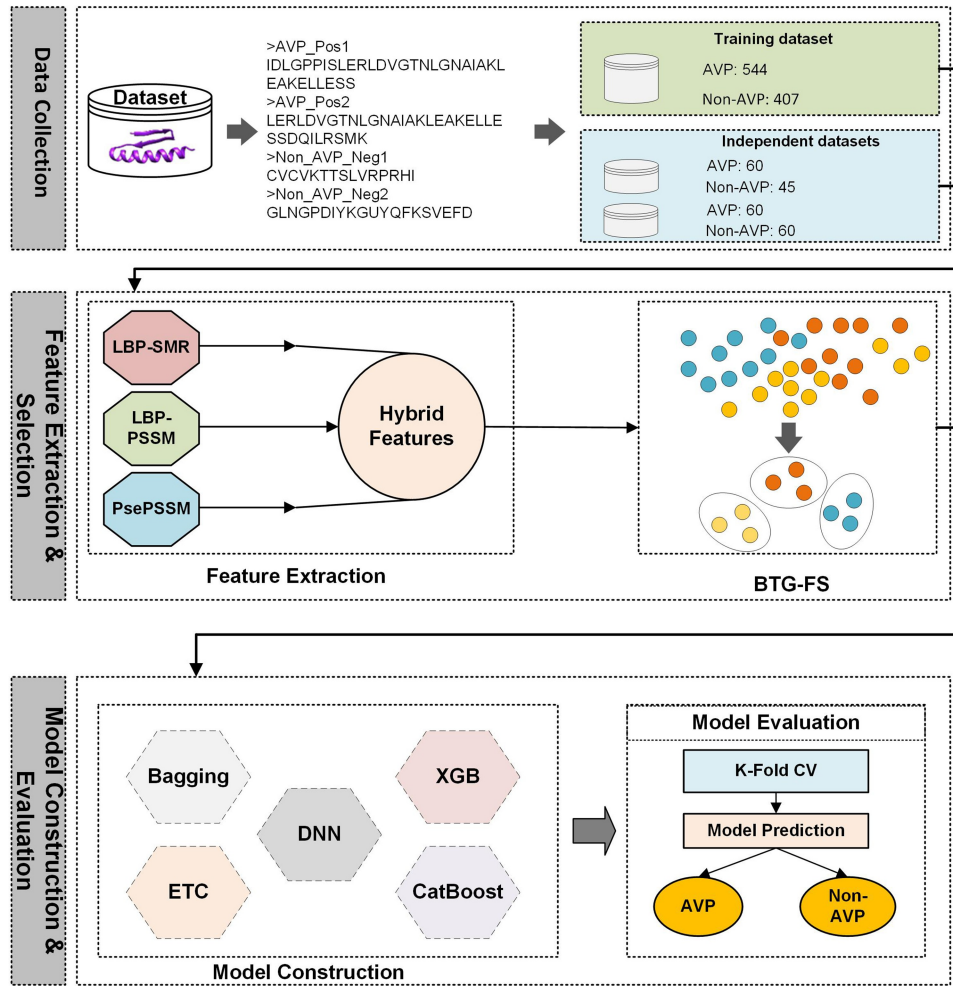 Data Collection
Dataset
>AVP_Pos1
IDLGPPISLERLDVGTNLGNAIAKL
EAKELLESS
>AVP_Pos2
LERLDVGTNLGNAIAKLEAKELLE
SSDQILRSMK
>Non_AVP_Neg1
CVCVKTTSLVRPRHI
>Non_AVP_Neg2
GLNGPDIYKGUYQFKSVEFD
Training dataset
AVP: 544
Non-AVP: 407
Independent datasets
AVP: 60
Non-AVP: 45
AVP: 60
Non-AVP: 60
Feature Extraction &
Selection
LBP-SMR
LBP-
PSSM
PsePSSM
Hybrid
Features
Feature Extraction
BTG-FS
Model Construction &
Evaluation
Bagging
XGB
DNN
ETC
CatBoost
Model Construction
Model Evaluation
K-Fold CV
Model Prediction
AVP
Non-
AVP